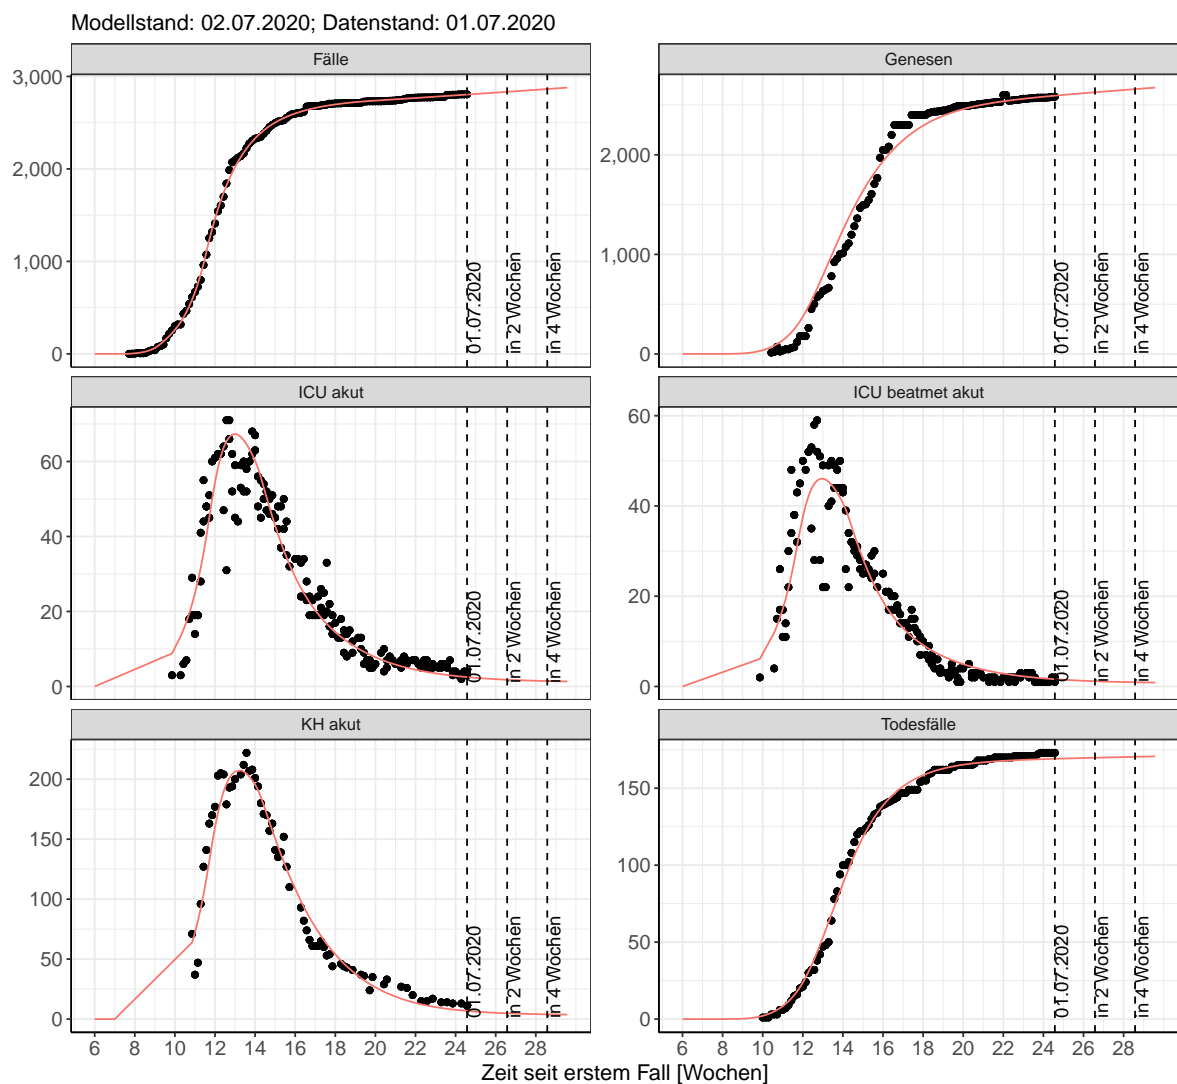 Modellstand: 02.07.2020; Datenstand: 01.07.2020
Fälle
3,000
2,000
1,000
0
01.07.2020
in 2 Wochen
in 4 Wochen
Genesen
2,000
1,000
0
01.07.2020
in 2 Wochen
in 4 Wochen
ICU akut
60
40
20
0
01.07.2020
in 2 Wochen
in 4 Wochen
ICU beatmet akut
60
40
20
0
01.07.2020
in 2 Wochen
in 4 Wochen
KH akut
200
150
100
50
0
01.07.2020
in 2 Wochen
in 4 Wochen
6 8 10 12 14 16 18 20 22 24 26 28
Todesfälle
150
100
50
0
01.07.2020
in 2 Wochen
in 4 Wochen
6 8 10 12 14 16 18 20 22 24 26 28
Zeit seit erstem Fall [Wochen]